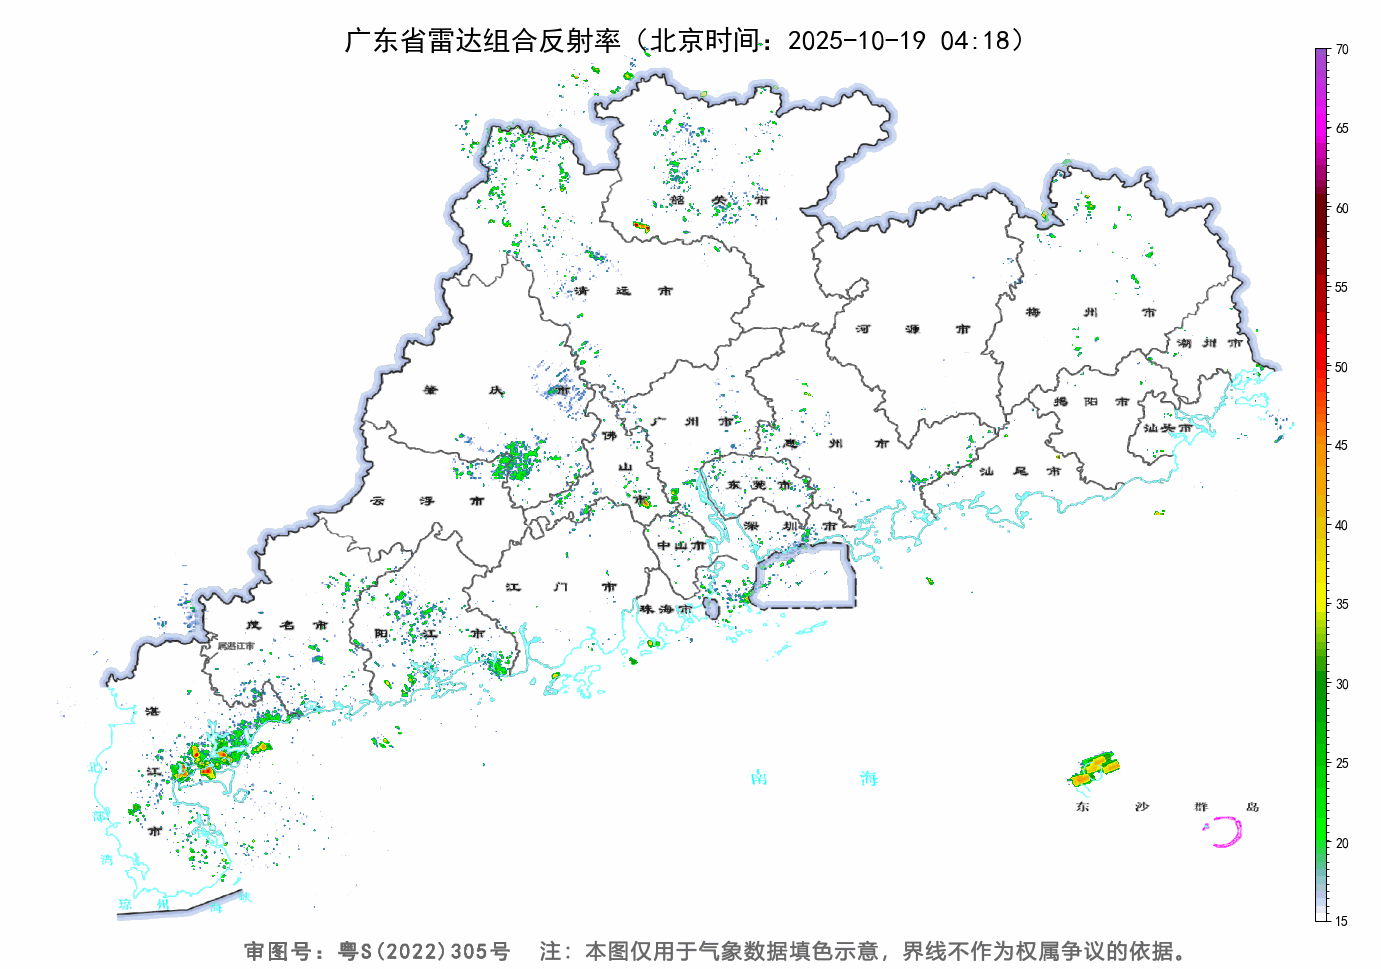 广东省雷达组合反射率（北京时间：2025-10-19 04:18）
70
65
60
55
50
45
40
35
30
25
20
15
韶关市
清远市
河源市
梅州市
潮州市
肇庆市
揭阳市
汕头市
广州市
佛山市
惠州市
汕尾市
东莞市
云浮市
深圳市
中山市
江门市
珠海市
茂名市
阳江市
属湛江市
湛江市
北部湾
南海
东沙群岛
琼州海峡
审图号：粤S(2022)305号　注：本图仅用于气象数据填色示意，界线不作为权属争议的依据。